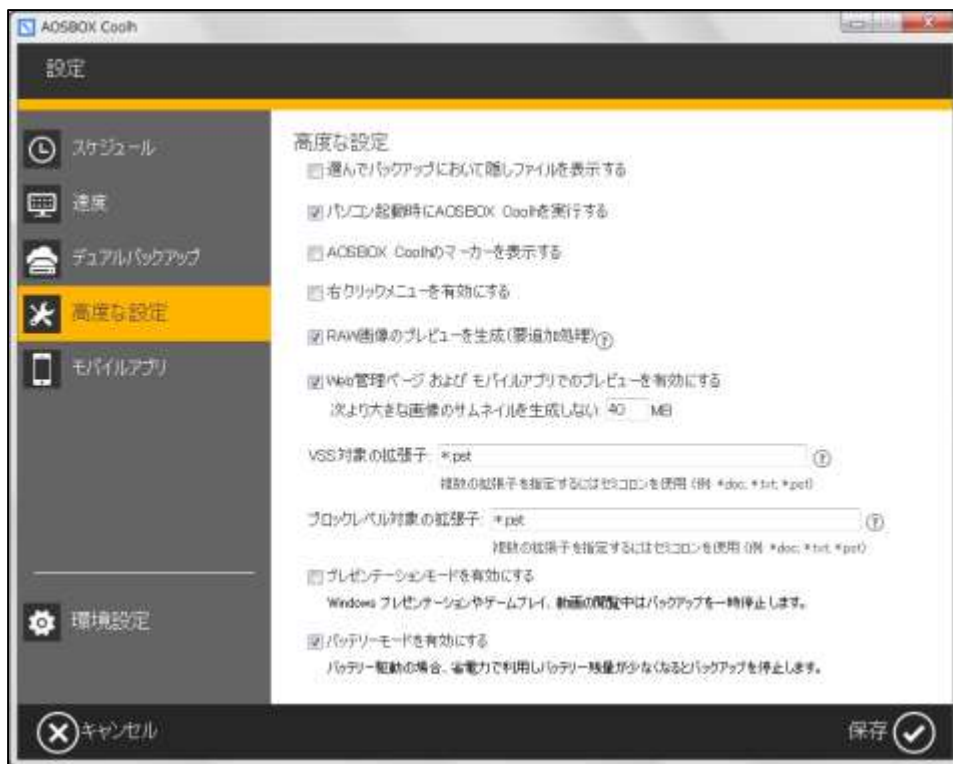 AOSBOX Coolh
設定
スケジュール
速度
デュアルバックアップ
高度な設定
モバイルアプリ
環境設定
高度な設定
選んでバックアップにおいて隠しファイルを表示する
パソコン起動時にAOSBOX Coolhを実行する
AOSBOX Coolhのマーカーを表示する
右クリックメニューを有効にする
RAW画像のプレビューを生成(要追加処理)?
Web管理ページ および モバイルアプリでのプレビューを有効にする
次より大きな画像のサムネイルを生成しない 40 MB
VSS対象の拡張子: *.pst ?
複数の拡張子を指定するにはセミコロンを使用 (例: *.doc; *.txt; *.pst)
ブロックレベル対象の拡張子: *.pst ?
複数の拡張子を指定するにはセミコロンを使用 (例: *.doc; *.txt; *.pst)
プレゼンテーションモードを有効にする
Windows プレゼンテーションやゲームプレイ、動画の閲覧中はバックアップを一時停止します。
バッテリーモードを有効にする
バッテリー駆動の場合、省電力で利用しバッテリー残量が少なくなるとバックアップを停止します。
キャンセル
保存